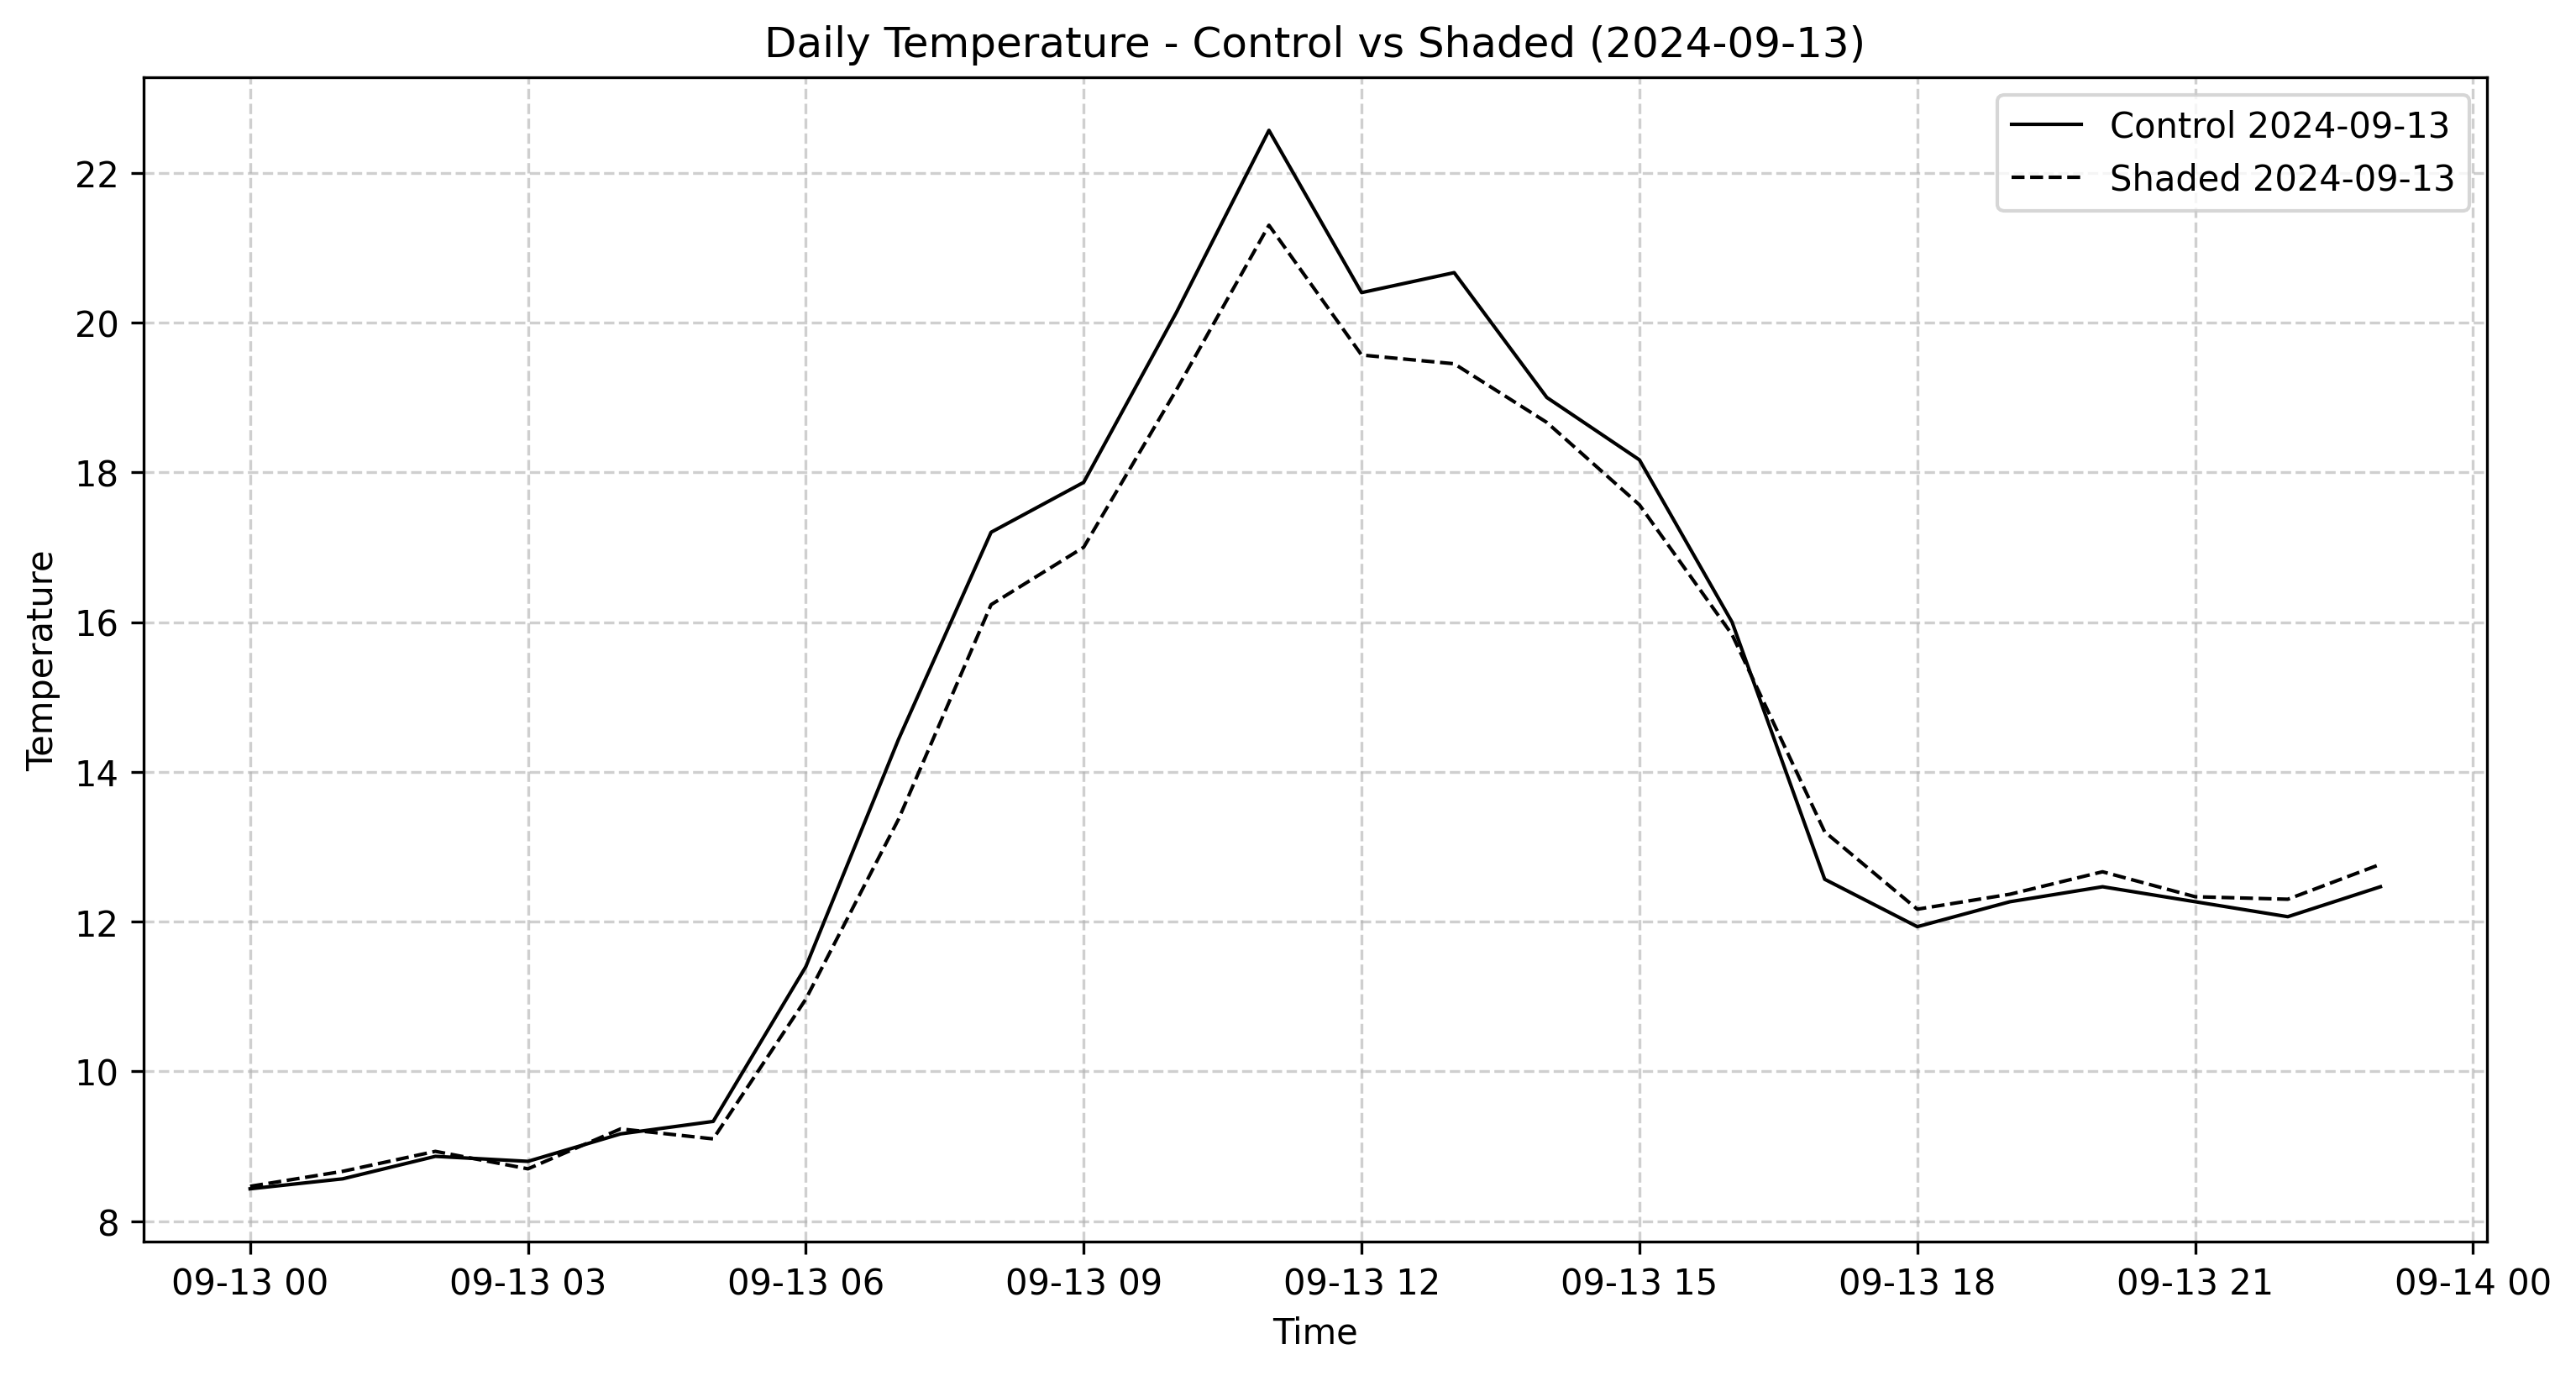 Daily Temperature - Control vs Shaded (2024-09-13)
Control 2024-09-13
Shaded 2024-09-13
Temperature
22
20
18
16
14
12
10
8
09-13 00 09-13 03 09-13 06 09-13 09 09-13 12 09-13 15 09-13 18 09-13 21 09-14 00
Time